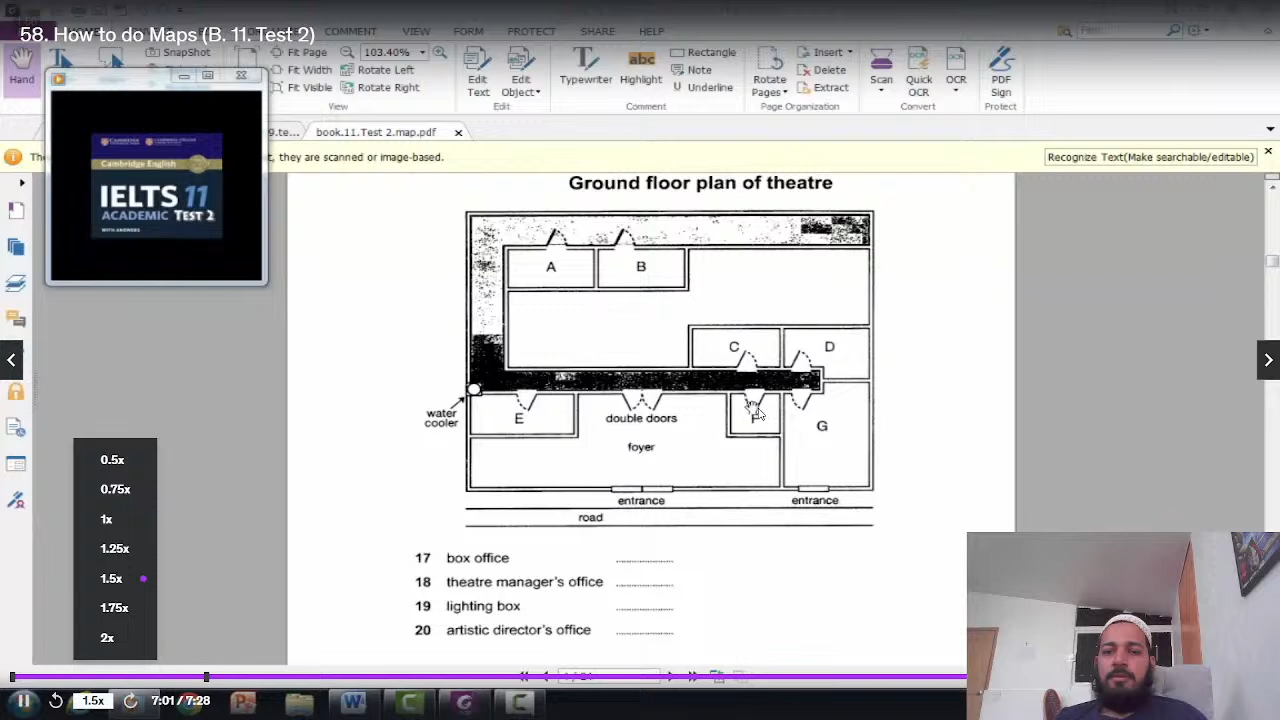 58. How to do Maps (B. 11. Test 2)
COMMENT VIEW FORM PROTECT SHARE HELP
Find
Hand
SnapShot
Fit Page
Fit Width
Fit Visible
103.40%
Rotate Left
Rotate Right
View
Edit Text
Edit Object
Edit
Typewriter
Highlight
Rectangle
Note
Underline
Comment
Rotate Pages
Insert
Delete
Extract
Page Organization
Scan
Quick OCR
OCR
Convert
PDF Sign
Protect
book.11.Test 2.map.pdf
, they are scanned or image-based.
Recognize Text(Make searchable/editable)
Cambridge English
IELTS 11
ACADEMIC TEST 2
WITH ANSWERS
Ground floor plan of theatre
A
B
C
D
water cooler
E
double doors
F
G
foyer
entrance
entrance
road
17 box office
18 theatre manager's office
19 lighting box
20 artistic director's office
0.5x
0.75x
1x
1.25x
1.5x
1.75x
2x
1.5x
7:01 / 7:28